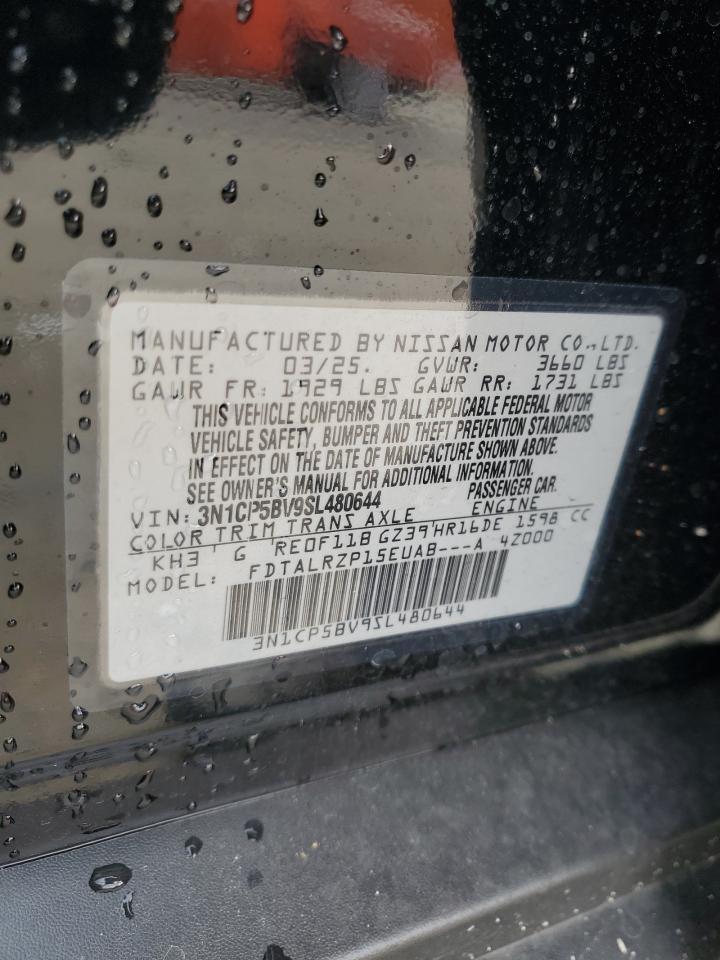 MANUFACTURED BY NISSAN MOTOR CO.,LTD.
DATE: 03/25. GVWR: 3660 LBS
GAWR FR: 1929 LBS GAWR RR: 1731 LBS
THIS VEHICLE CONFORMS TO ALL APPLICABLE FEDERAL MOTOR
VEHICLE SAFETY, BUMPER AND THEFT PREVENTION STANDARDS
IN EFFECT ON THE DATE OF MANUFACTURE SHOWN ABOVE.
SEE OWNER'S MANUAL FOR ADDITIONAL INFORMATION.
VIN: 3N1CP5BV9SL480644 PASSENGER CAR.
COLOR TRIM TRANS AXLE ENGINE
KH3 G RE0F11B GZ39 HR16DE 1598 CC
MODEL: FDTALRZP15EUAB---A 4Z000
3N1CP5BV9SL480644